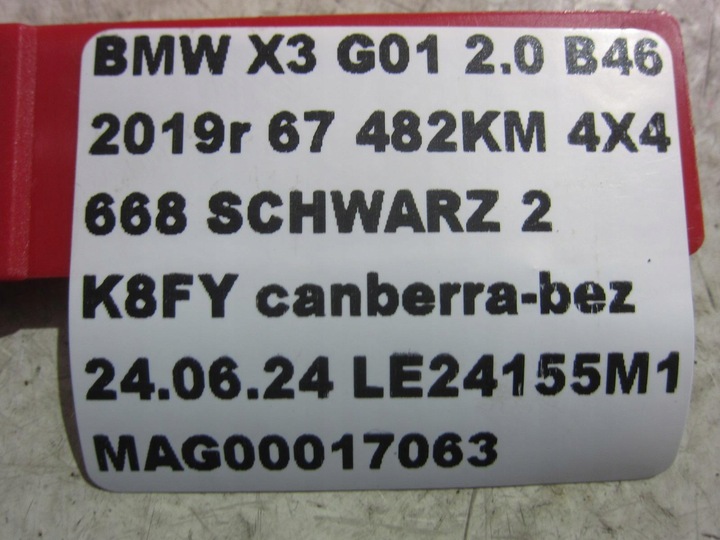 BMW X3 G01 2.0 B46
2019r 67 482KM 4X4
668 SCHWARZ 2
K8FY canberra-bez
24.06.24 LE24155M1
MAG00017063